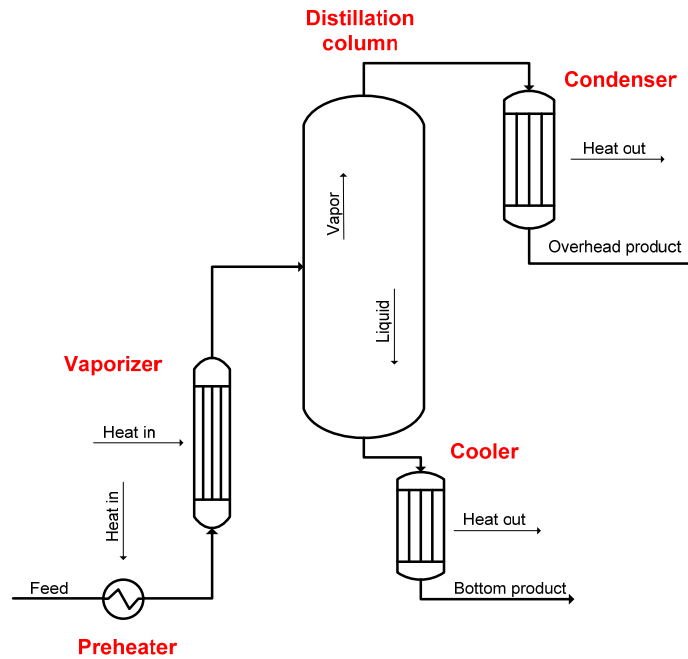 Distillation
column
Condenser
Heat out
Vapor
Overhead product
Liquid
Vaporizer
Heat in
Cooler
Heat in
Heat out
Feed
Bottom product
Preheater